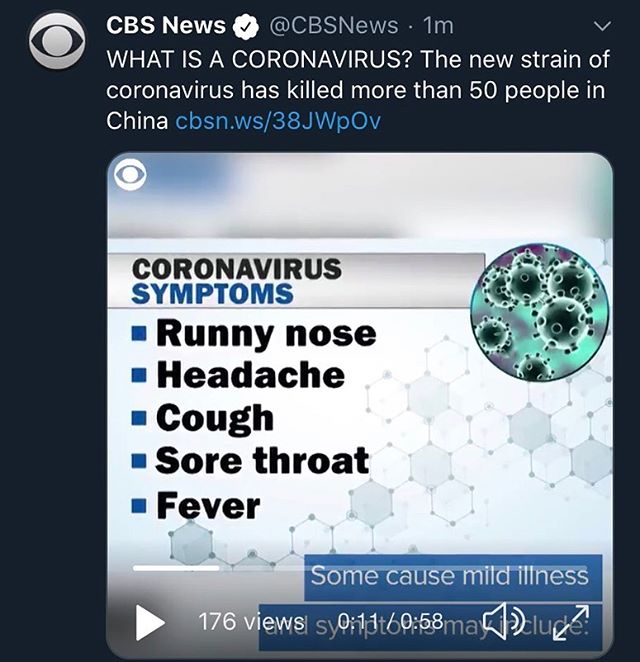 CBS News @CBSNews · 1m
WHAT IS A CORONAVIRUS? The new strain of
coronavirus has killed more than 50 people in
China cbsn.ws/38JWpOv
CORONAVIRUS
SYMPTOMS
Runny nose
Headache
Cough
Sore throat
Fever
Some cause mild illness
and symptoms may include:
176 views 0:11 / 0:58